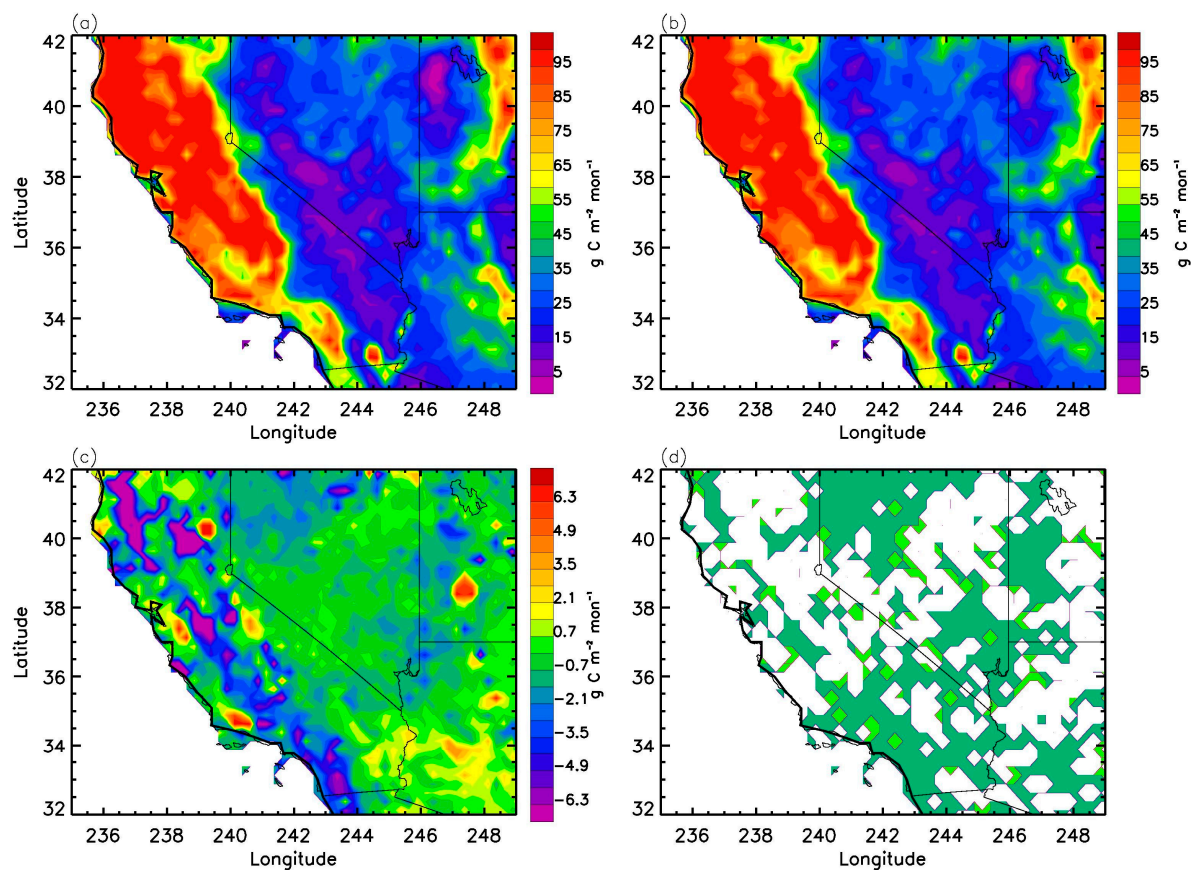 (a)
42
40
38
36
34
32
Latitude
236 238 240 242 244 246 248
Longitude
95
85
75
65
55
45
35
25
15
5
g C m⁻² mon⁻¹
(b)
42
40
38
36
34
32
Latitude
236 238 240 242 244 246 248
Longitude
95
85
75
65
55
45
35
25
15
5
g C m⁻² mon⁻¹
(c)
42
40
38
36
34
32
Latitude
236 238 240 242 244 246 248
Longitude
6.3
4.9
3.5
2.1
0.7
−0.7
−2.1
−3.5
−4.9
−6.3
g C m⁻² mon⁻¹
(d)
42
40
38
36
34
32
Latitude
236 238 240 242 244 246 248
Longitude